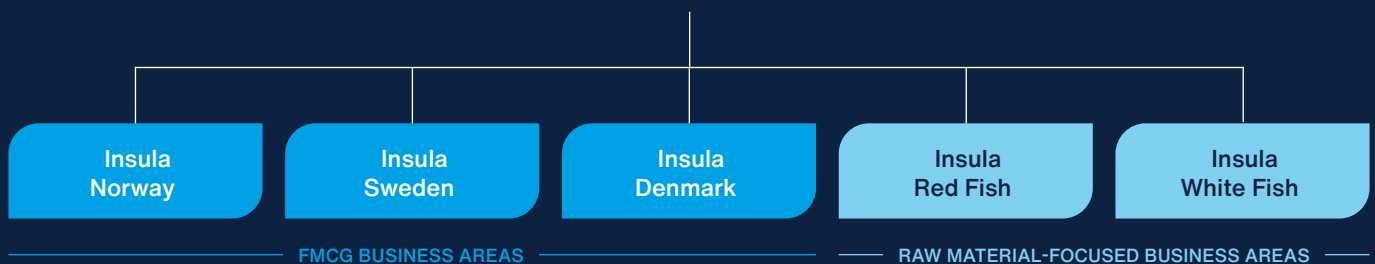 Insula
Norway
Insula
Sweden
Insula
Denmark
Insula
Red Fish
Insula
White Fish
FMCG BUSINESS AREAS
RAW MATERIAL-FOCUSED BUSINESS AREAS